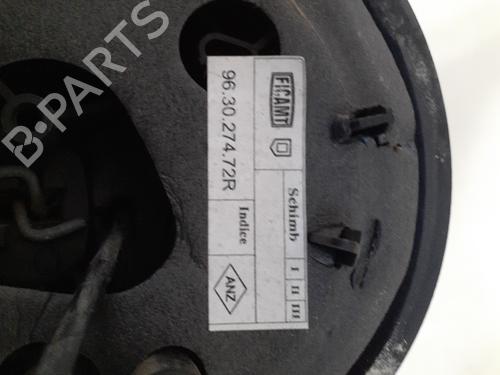 B-PARTS
FICAMT
96.30.274.72R
Schimb I II III
Indice
ANZ